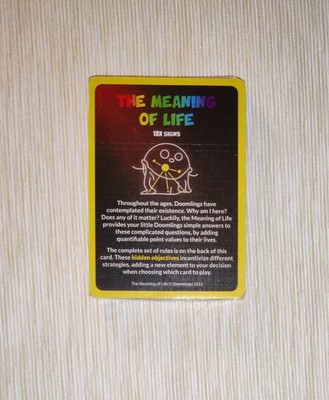 THE MEANING
OF LIFE
18X SIGNS
Throughout the ages, Doomlings have
contemplated their existence. Why am I here?
Does any of it matter? Luckily, the Meaning of Life
provides your little Doomlings simple answers to
these complicated questions, by adding
quantifiable point values to their lives.
The complete set of rules is on the back of this
card. These hidden objectives incentivize different
strategies, adding a new element to your decision
when choosing which card to play.
The Meaning of Life © Doomlings 2022